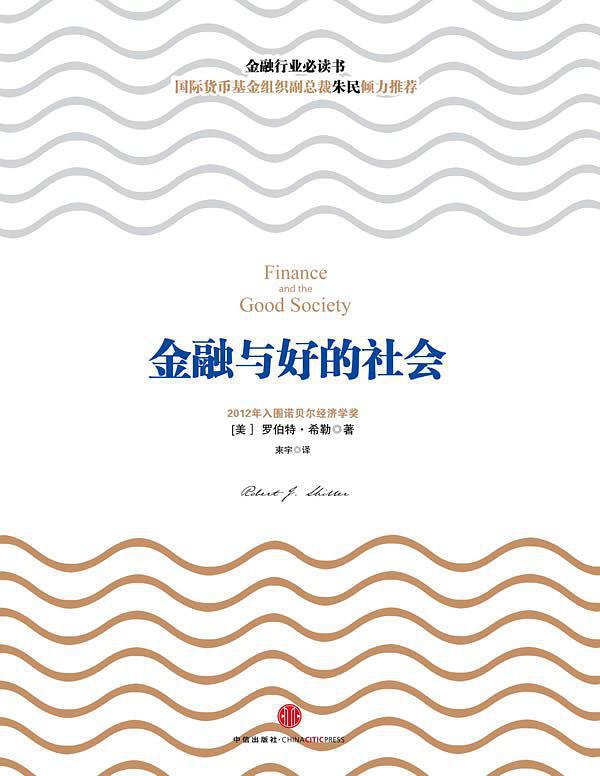 金融行业必读书
国际货币基金组织副总裁朱民倾力推荐
Finance
and the
Good Society
金融与好的社会
2012年入围诺贝尔经济学奖
[美] 罗伯特·希勒◎著
束宇◎译
Robert J. Shiller
中信出版社·CHINACITICPRESS